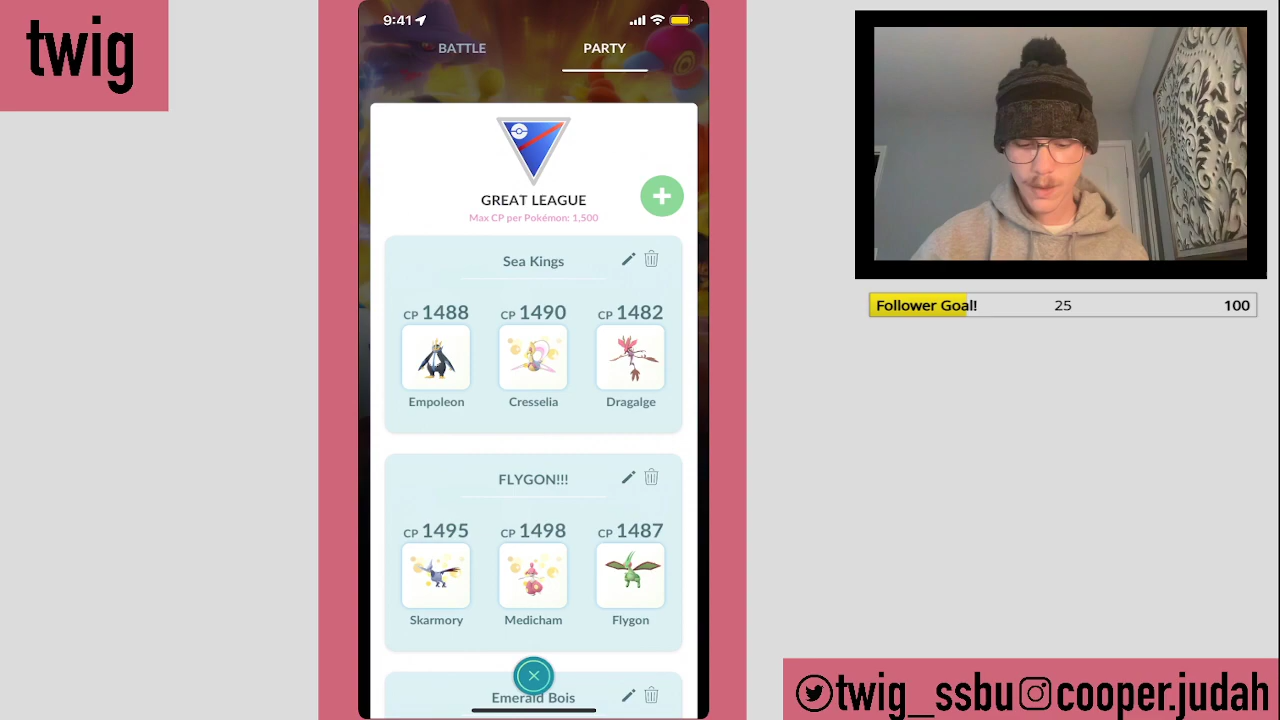 twig
9:41
BATTLE PARTY
GREAT LEAGUE
Max CP per Pokémon: 1,500
Sea Kings
CP 1488 CP 1490 CP 1482
Empoleon Cresselia Dragalge
FLYGON!!!
CP 1495 CP 1498 CP 1487
Skarmory Medicham Flygon
Emerald Bois
Follower Goal! 25 100
twig_ssbu cooper.judah